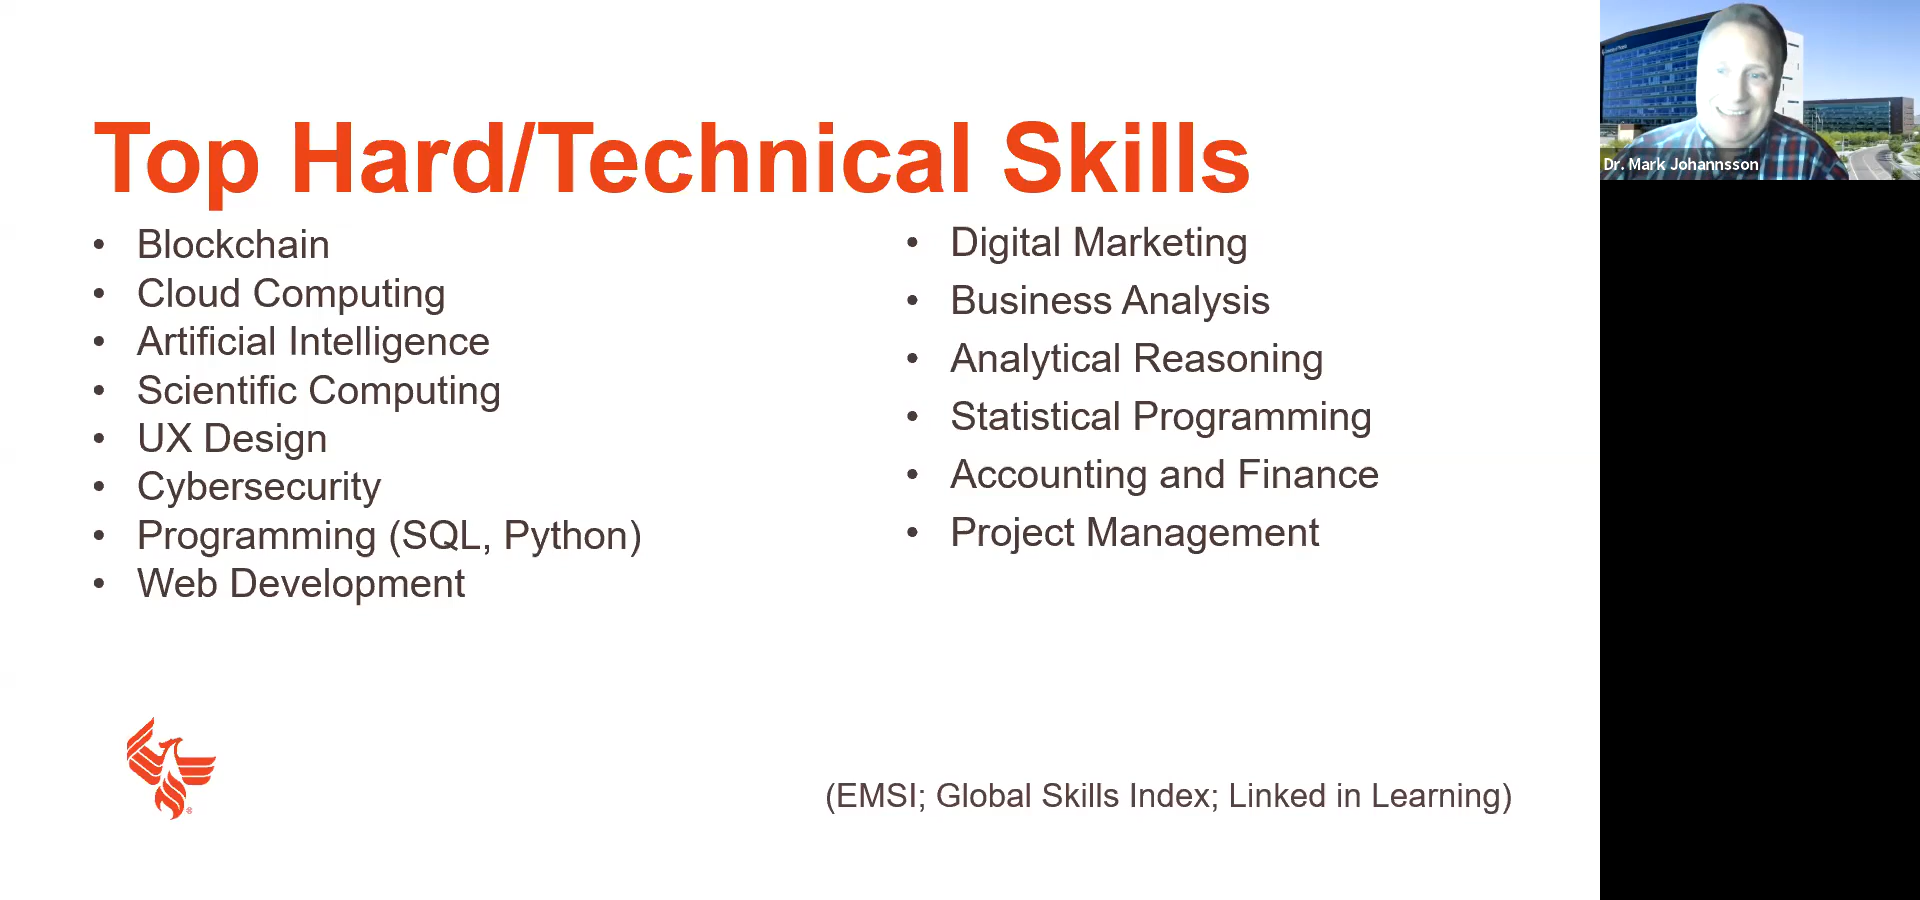 Top Hard/Technical Skills
• Blockchain
• Cloud Computing
• Artificial Intelligence
• Scientific Computing
• UX Design
• Cybersecurity
• Programming (SQL, Python)
• Web Development
• Digital Marketing
• Business Analysis
• Analytical Reasoning
• Statistical Programming
• Accounting and Finance
• Project Management
(EMSI; Global Skills Index; Linked in Learning)
®
Dr. Mark Johannsson